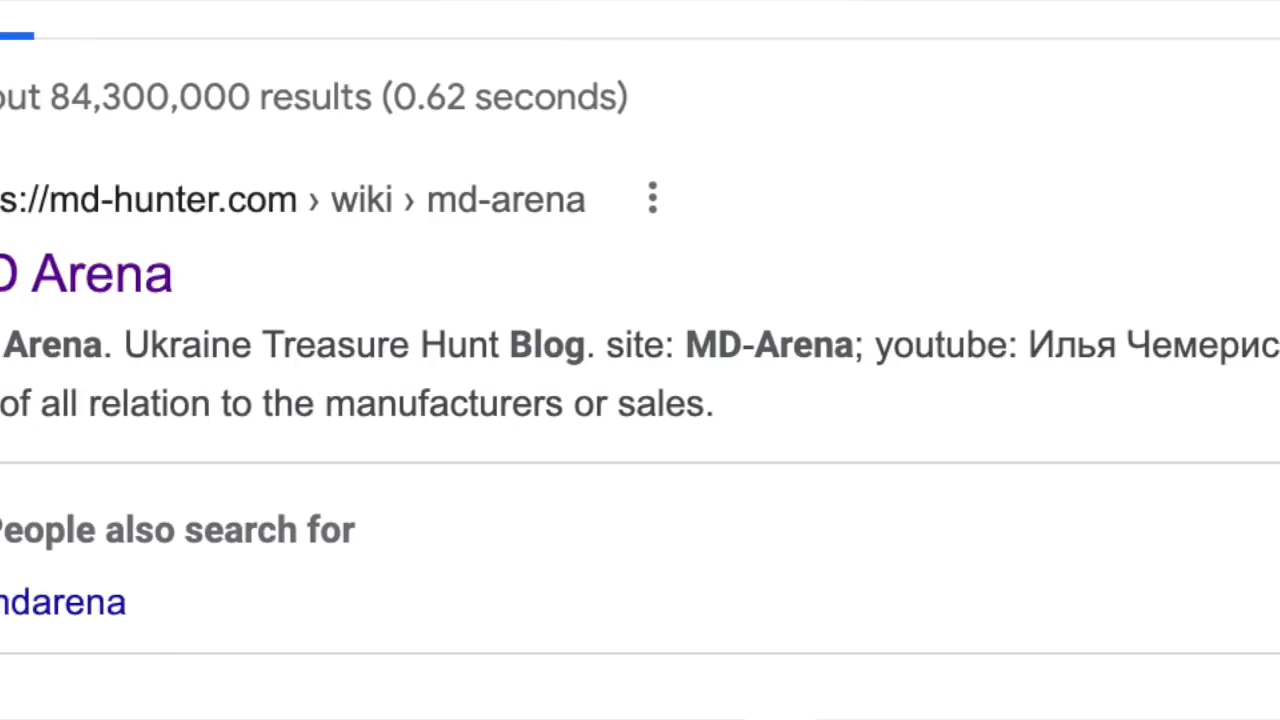 out 84,300,000 results (0.62 seconds)
s://md-hunter.com › wiki › md-arena
D Arena
Arena. Ukraine Treasure Hunt Blog. site: MD-Arena; youtube: Илья Чемерис
of all relation to the manufacturers or sales.
People also search for
mdarena